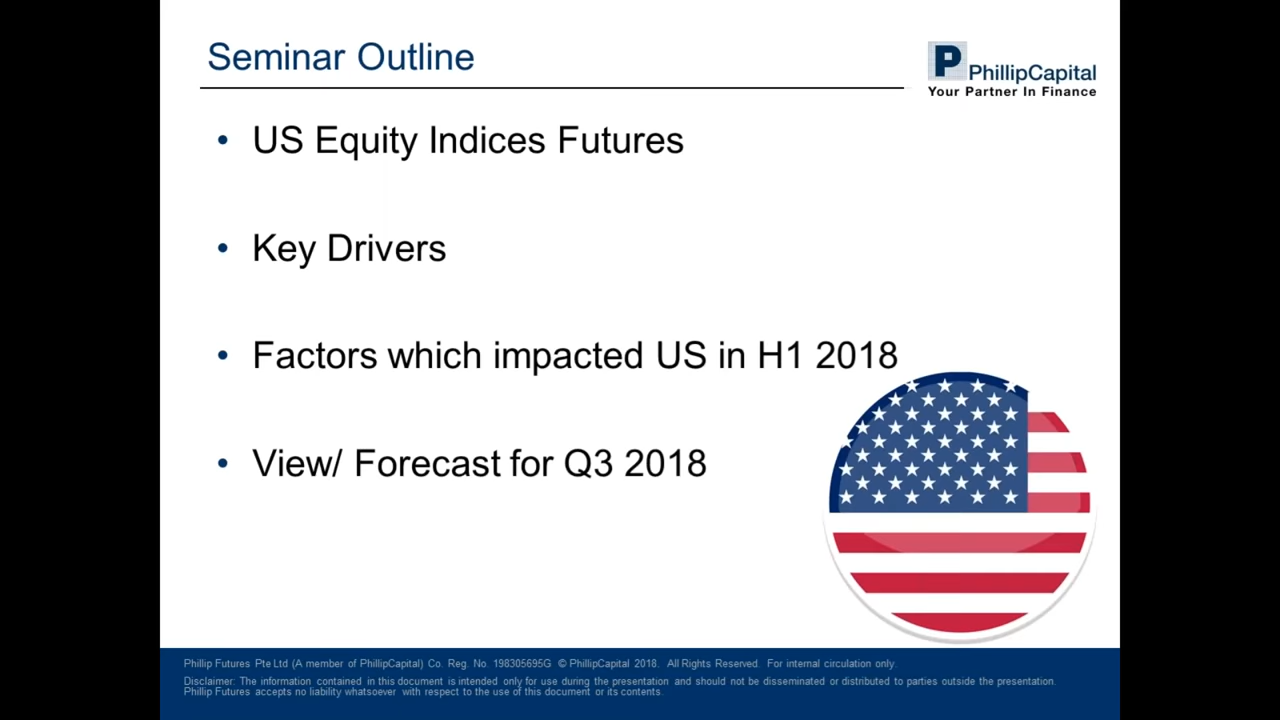 Seminar Outline
P PhillipCapital
Your Partner In Finance
• US Equity Indices Futures
• Key Drivers
• Factors which impacted US in H1 2018
• View/ Forecast for Q3 2018
Phillip Futures Pte Ltd (A member of PhillipCapital) Co. Reg. No. 198305695G © PhillipCapital 2018. All Rights Reserved. For internal circulation only.
Disclaimer: The information contained in this document is intended only for use during the presentation and should not be disseminated or distributed to parties outside the presentation.
Phillip Futures accepts no liability whatsoever with respect to the use of this document or its contents.